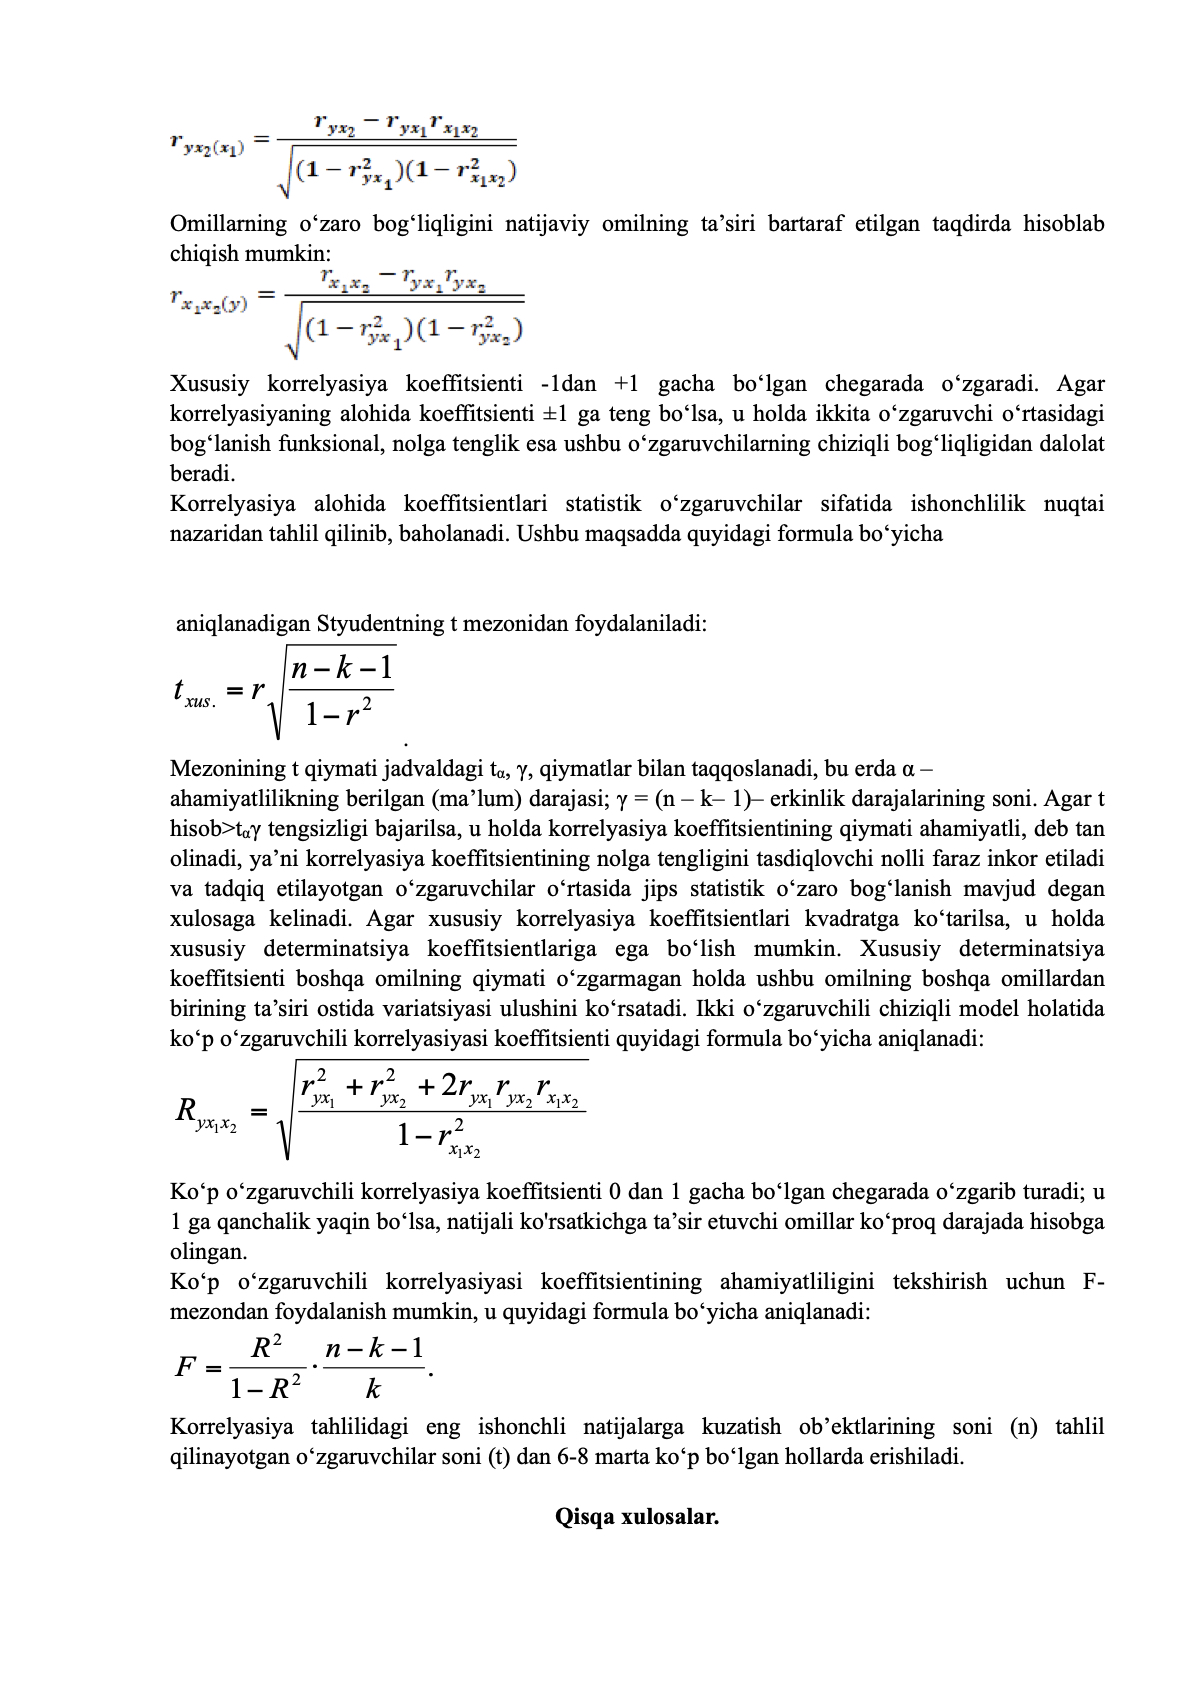 r_{yx_2(x_1)} = \frac{r_{yx_2} - r_{yx_1} r_{x_1x_2}}{\sqrt{(1 - r_{yx_1}^2)(1 - r_{x_1x_2}^2)}}
Omillarning o‘zaro bog‘liqligini natijaviy omilning ta’siri bartaraf etilgan taqdirda hisoblab
chiqish mumkin:
r_{x_1x_2(y)} = \frac{r_{x_1x_2} - r_{yx_1} r_{yx_2}}{\sqrt{(1 - r_{yx_1}^2)(1 - r_{yx_2}^2)}}
Xususiy korrelyasiya koeffitsienti -1dan +1 gacha bo‘lgan chegarada o‘zgaradi. Agar
korrelyasiyaning alohida koeffitsienti ±1 ga teng bo‘lsa, u holda ikkita o‘zgaruvchi o‘rtasidagi
bog‘lanish funksional, nolga tenglik esa ushbu o‘zgaruvchilarning chiziqli bog‘liqligidan dalolat
beradi.
Korrelyasiya alohida koeffitsientlari statistik o‘zgaruvchilar sifatida ishonchlilik nuqtai
nazaridan tahlil qilinib, baholanadi. Ushbu maqsadda quyidagi formula bo‘yicha
aniqlanadigan Styudentning t mezonidan foydalaniladi:
t_{xus.} = r \sqrt{\frac{n - k - 1}{1 - r^2}} .
Mezonining t qiymati jadvaldagi tα, γ, qiymatlar bilan taqqoslanadi, bu erda α –
ahamiyatlilikning berilgan (ma’lum) darajasi; γ = (n – k– 1)– erkinlik darajalarining soni. Agar t
hisob>tαγ tengsizligi bajarilsa, u holda korrelyasiya koeffitsientining qiymati ahamiyatli, deb tan
olinadi, ya’ni korrelyasiya koeffitsientining nolga tengligini tasdiqlovchi nolli faraz inkor etiladi
va tadqiq etilayotgan o‘zgaruvchilar o‘rtasida jips statistik o‘zaro bog‘lanish mavjud degan
xulosaga kelinadi. Agar xususiy korrelyasiya koeffitsientlari kvadratga ko‘tarilsa, u holda
xususiy determinatsiya koeffitsientlariga ega bo‘lish mumkin. Xususiy determinatsiya
koeffitsienti boshqa omilning qiymati o‘zgarmagan holda ushbu omilning boshqa omillardan
birining ta’siri ostida variatsiyasi ulushini ko‘rsatadi. Ikki o‘zgaruvchili chiziqli model holatida
ko‘p o‘zgaruvchili korrelyasiyasi koeffitsienti quyidagi formula bo‘yicha aniqlanadi:
R_{yx_1x_2} = \sqrt{\frac{r_{yx_1}^2 + r_{yx_2}^2 + 2r_{yx_1} r_{yx_2} r_{x_1x_2}}{1 - r_{x_1x_2}^2}}
Ko‘p o‘zgaruvchili korrelyasiya koeffitsienti 0 dan 1 gacha bo‘lgan chegarada o‘zgarib turadi; u
1 ga qanchalik yaqin bo‘lsa, natijali ko'rsatkichga ta’sir etuvchi omillar ko‘proq darajada hisobga
olingan.
Ko‘p o‘zgaruvchili korrelyasiyasi koeffitsientining ahamiyatliligini tekshirish uchun F-
mezondan foydalanish mumkin, u quyidagi formula bo‘yicha aniqlanadi:
F = \frac{R^2}{1 - R^2} \cdot \frac{n - k - 1}{k}.
Korrelyasiya tahlilidagi eng ishonchli natijalarga kuzatish ob’ektlarining soni (n) tahlil
qilinayotgan o‘zgaruvchilar soni (t) dan 6-8 marta ko‘p bo‘lgan hollarda erishiladi.
Qisqa xulosalar.